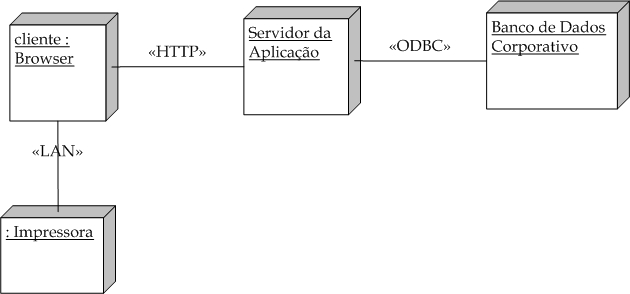 cliente :
Browser
«HTTP»
Servidor da
Aplicação
«ODBC»
Banco de Dados
Corporativo
«LAN»
: Impressora